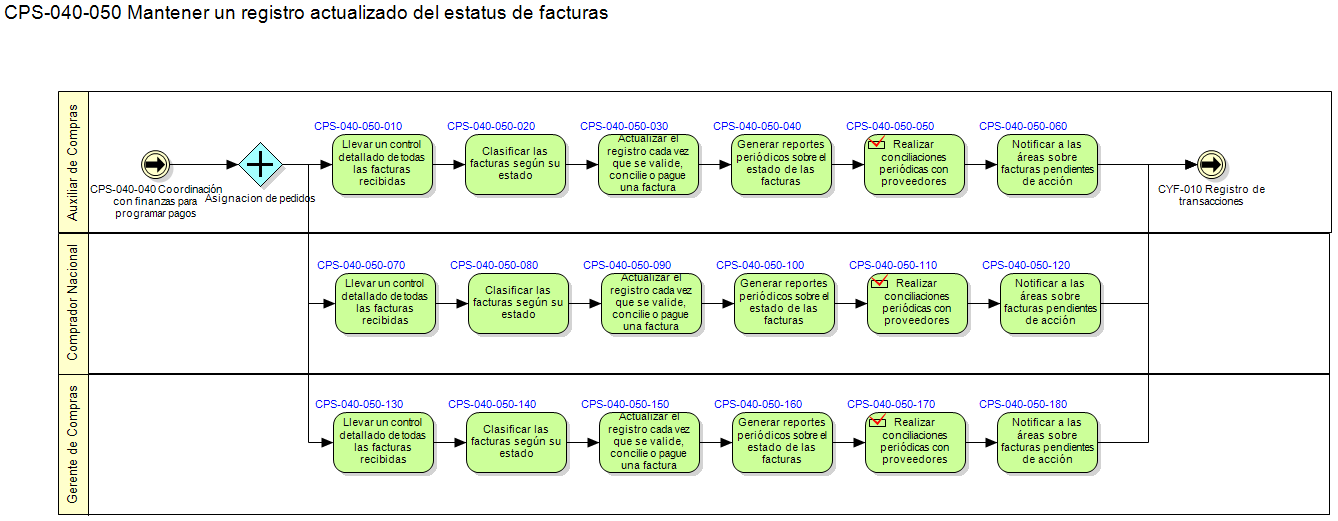 CPS-040-050 Mantener un registro actualizado del estatus de facturas
Auxiliar de Compras
CPS-040-040 Coordinación
con finanzas para
programar pagos
Asignacion de pedidos
CPS-040-050-010
Llevar un control
detallado de todas
las facturas
recibidas
CPS-040-050-020
Clasificar las
facturas según su
estado
CPS-040-050-030
Actualizar el
registro cada vez
que se valide,
concilie o pague
una factura
CPS-040-050-040
Generar reportes
periódicos sobre el
estado de las
facturas
CPS-040-050-050
Realizar
conciliaciones
periódicas con
proveedores
CPS-040-050-060
Notificar a las
áreas sobre
facturas pendientes
de acción
CYF-010 Registro de
transacciones
Comprador Nacional
CPS-040-050-070
Llevar un control
detallado de todas
las facturas
recibidas
CPS-040-050-080
Clasificar las
facturas según su
estado
CPS-040-050-090
Actualizar el
registro cada vez
que se valide,
concilie o pague
una factura
CPS-040-050-100
Generar reportes
periódicos sobre el
estado de las
facturas
CPS-040-050-110
Realizar
conciliaciones
periódicas con
proveedores
CPS-040-050-120
Notificar a las
áreas sobre
facturas pendientes
de acción
Gerente de Compras
CPS-040-050-130
Llevar un control
detallado de todas
las facturas
recibidas
CPS-040-050-140
Clasificar las
facturas según su
estado
CPS-040-050-150
Actualizar el
registro cada vez
que se valide,
concilie o pague
una factura
CPS-040-050-160
Generar reportes
periódicos sobre el
estado de las
facturas
CPS-040-050-170
Realizar
conciliaciones
periódicas con
proveedores
CPS-040-050-180
Notificar a las
áreas sobre
facturas pendientes
de acción